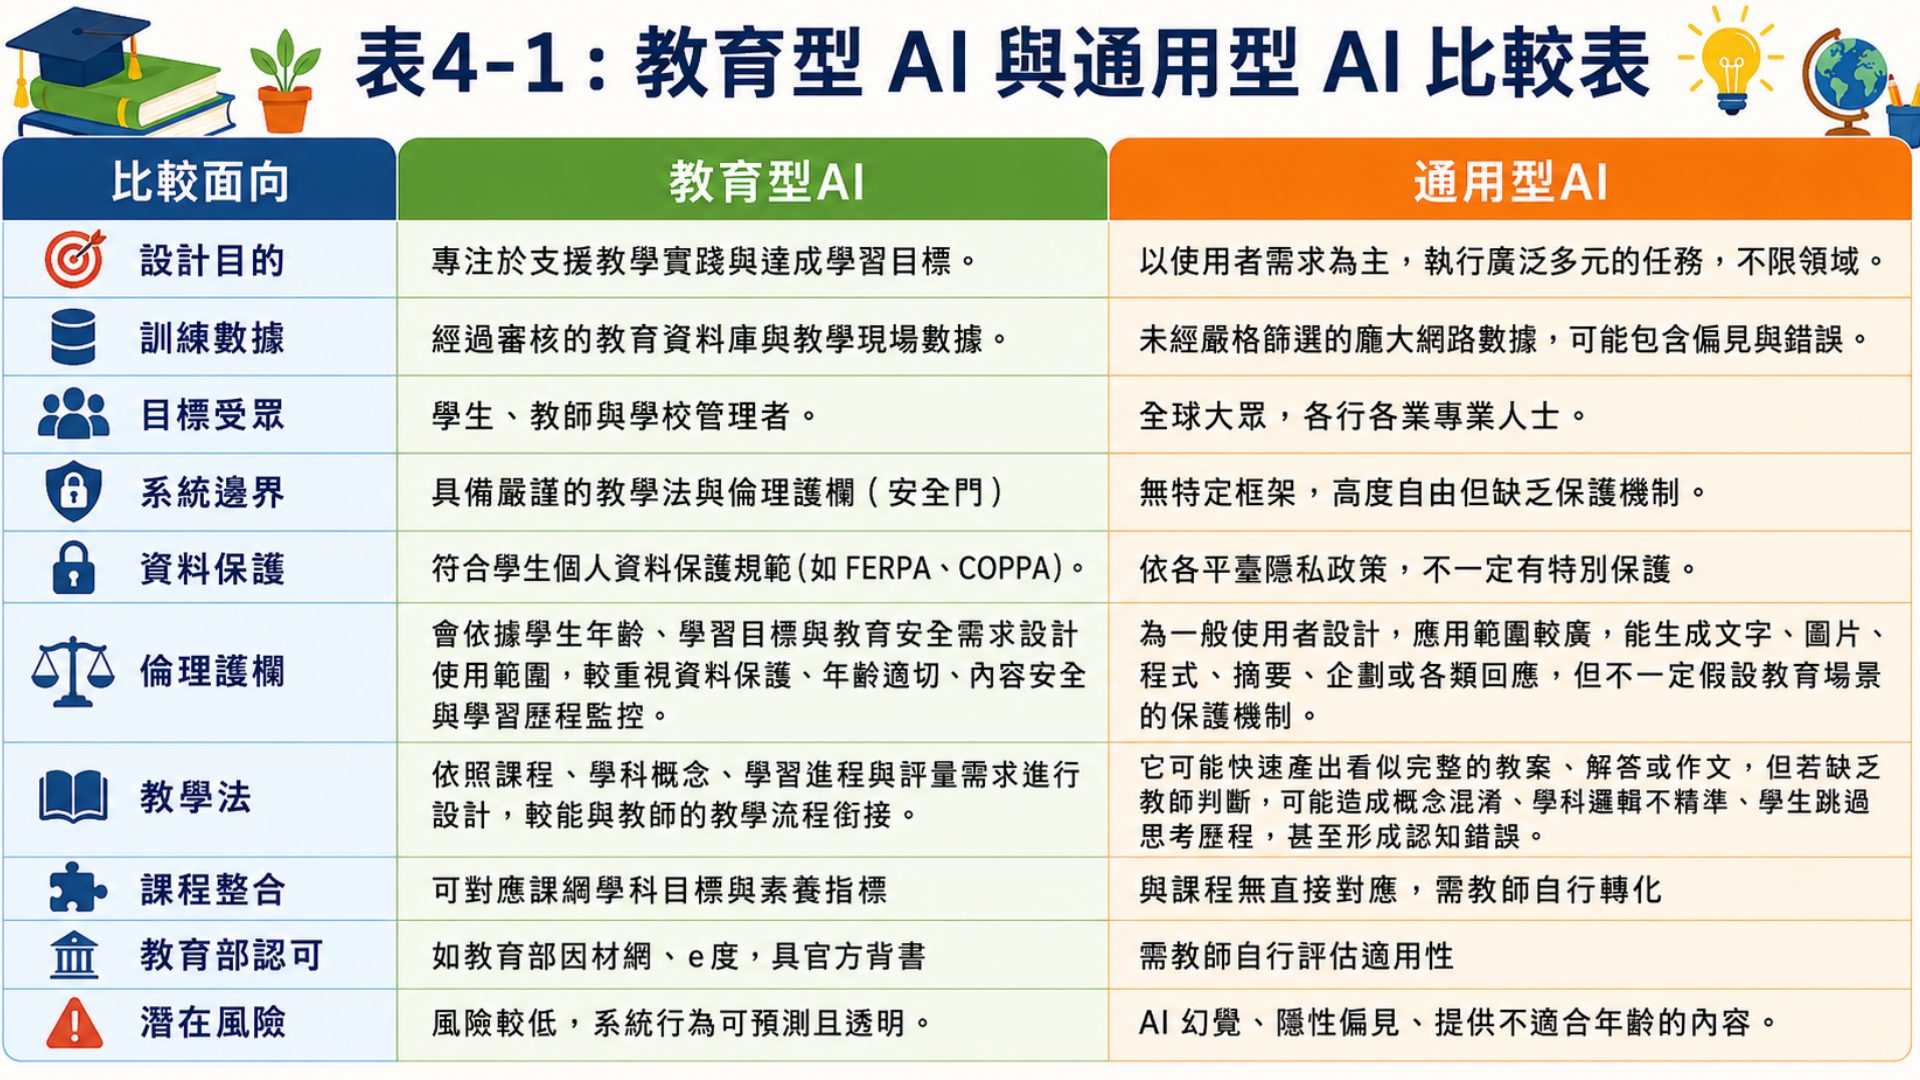 表4-1：教育型 AI 與通用型 AI 比較表
比較面向
教育型AI
通用型AI
設計目的
專注於支援教學實踐與達成學習目標。
以使用者需求為主，執行廣泛多元的任務，不限領域。
訓練數據
經過審核的教育資料庫與教學現場數據。
未經嚴格篩選的龐大網路數據，可能包含偏見與錯誤。
目標受眾
學生、教師與學校管理者。
全球大眾，各行各業專業人士。
系統邊界
具備嚴謹的教學法與倫理護欄（安全門）
無特定框架，高度自由但缺乏保護機制。
資料保護
符合學生個人資料保護規範（如 FERPA、COPPA）。
依各平臺隱私政策，不一定有特別保護。
倫理護欄
會依據學生年齡、學習目標與教育安全需求設計
使用範圍，較重視資料保護、年齡適切、內容安全
與學習歷程監控。
為一般使用者設計，應用範圍較廣，能生成文字、圖片、
程式、摘要、企劃或各類回應，但不一定假設教育場景
的保護機制。
教學法
依照課程、學科概念、學習進程與評量需求進行
設計，較能與教師的教學流程銜接。
它可能快速產出看似完整的教案、解答或作文，但若缺乏
教師判斷，可能造成概念混淆、學科邏輯不精準、學生跳過
思考歷程，甚至形成認知錯誤。
課程整合
可對應課網學科目標與素養指標
與課程無直接對應，需教師自行轉化
教育部認可
如教育部因材網、e度，具官方背書
需教師自行評估適用性
潛在風險
風險較低，系統行為可預測且透明。
AI 幻覺、隱性偏見、提供不適合年齡的內容。